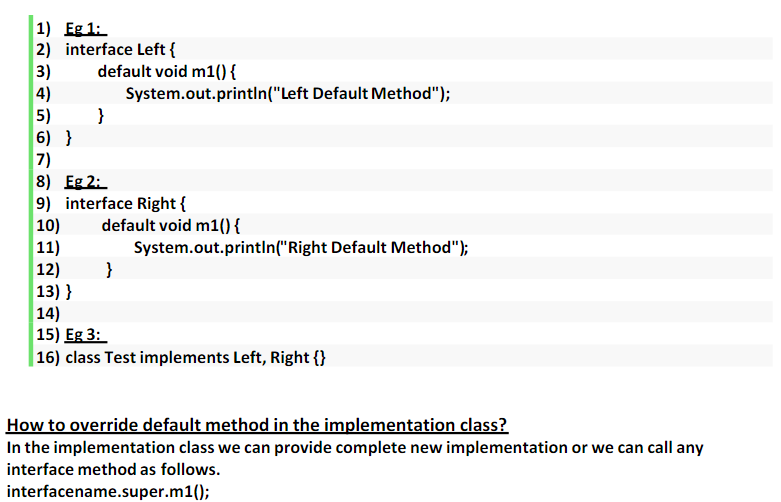 1) Eg 1:
2) interface Left {
3) default void m1() {
4) System.out.println("Left Default Method");
5) }
6) }
7)
8) Eg 2:
9) interface Right {
10) default void m1() {
11) System.out.println("Right Default Method");
12) }
13) }
14)
15) Eg 3:
16) class Test implements Left, Right {}
How to override default method in the implementation class?
In the implementation class we can provide complete new implementation or we can call any
interface method as follows.
interfacename.super.m1();